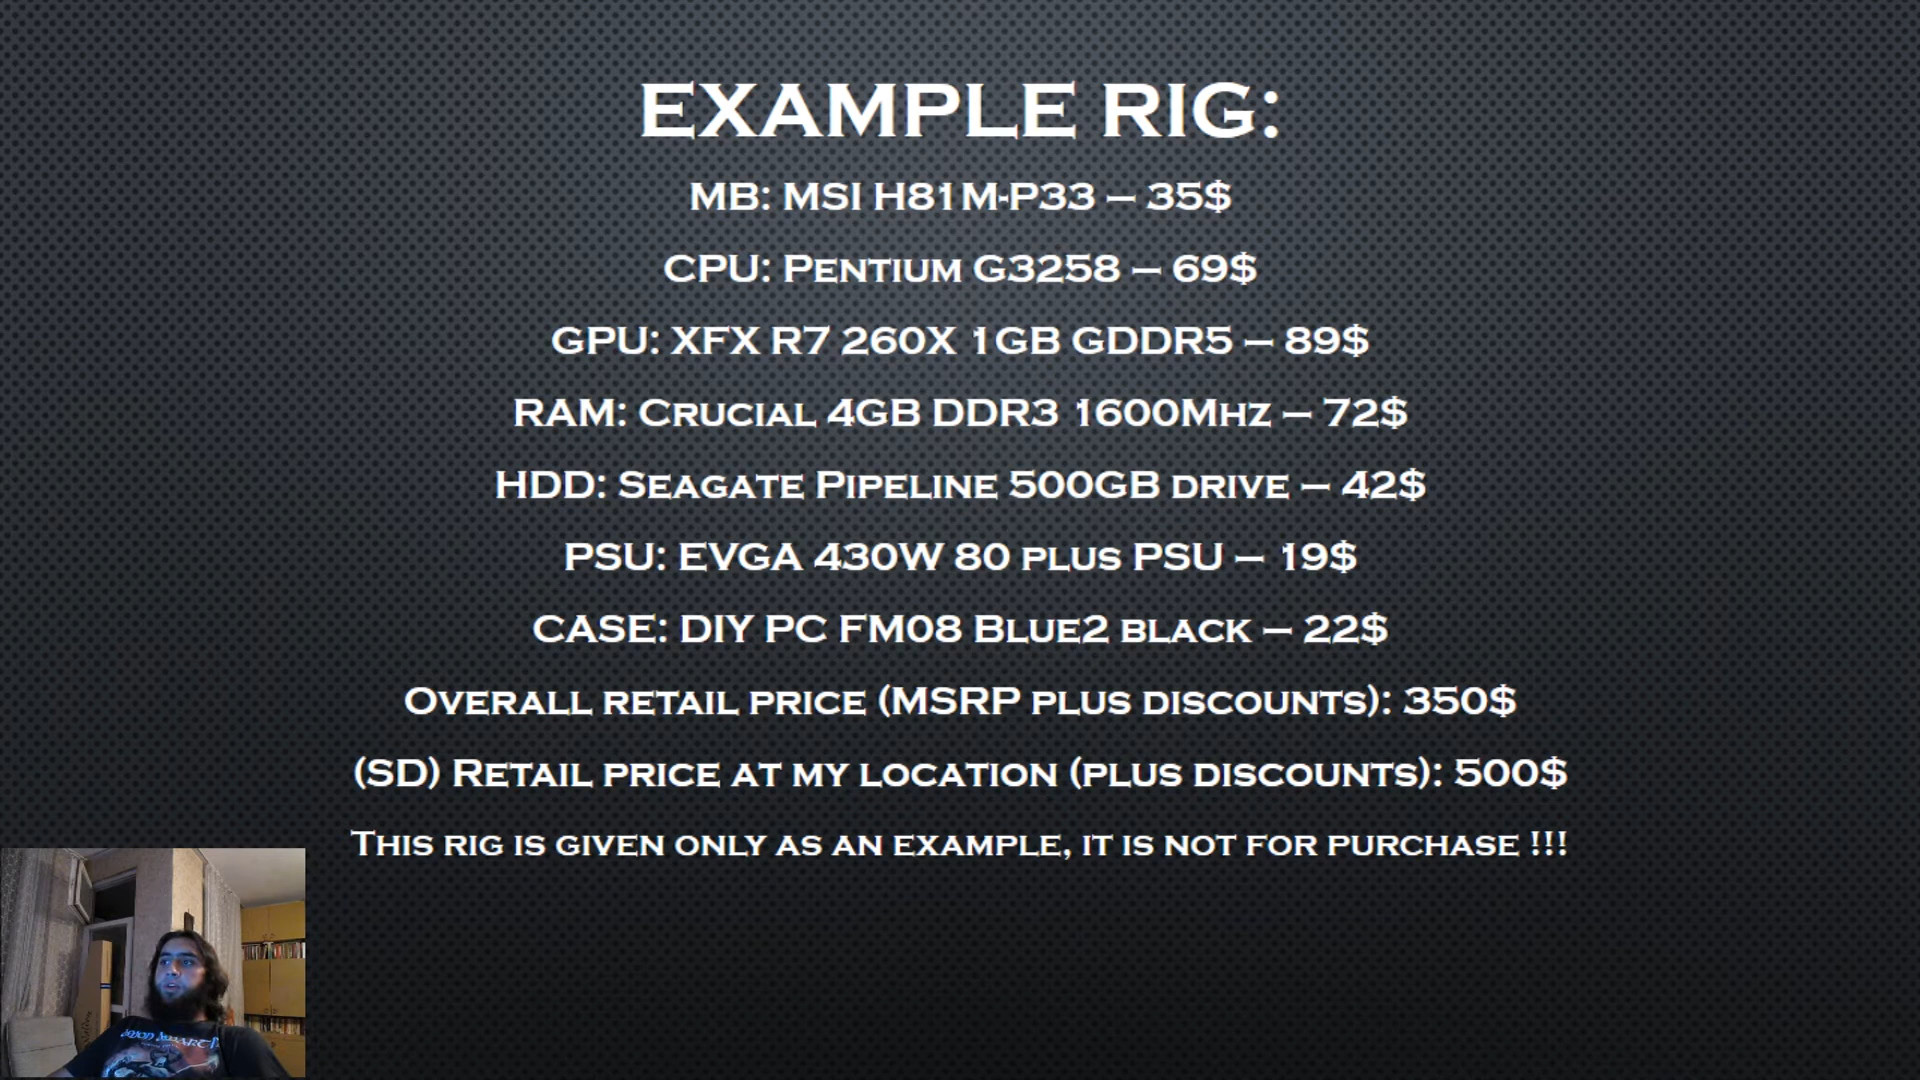 EXAMPLE RIG:
MB: MSI H81M-P33 – 35$
CPU: Pentium G3258 – 69$
GPU: XFX R7 260X 1GB GDDR5 – 89$
RAM: Crucial 4GB DDR3 1600Mhz – 72$
HDD: Seagate Pipeline 500GB drive – 42$
PSU: EVGA 430W 80 plus PSU – 19$
CASE: DIY PC FM08 Blue2 black – 22$
Overall retail price (MSRP plus discounts): 350$
(SD) Retail price at my location (plus discounts): 500$
This rig is given only as an example, it is not for purchase !!!